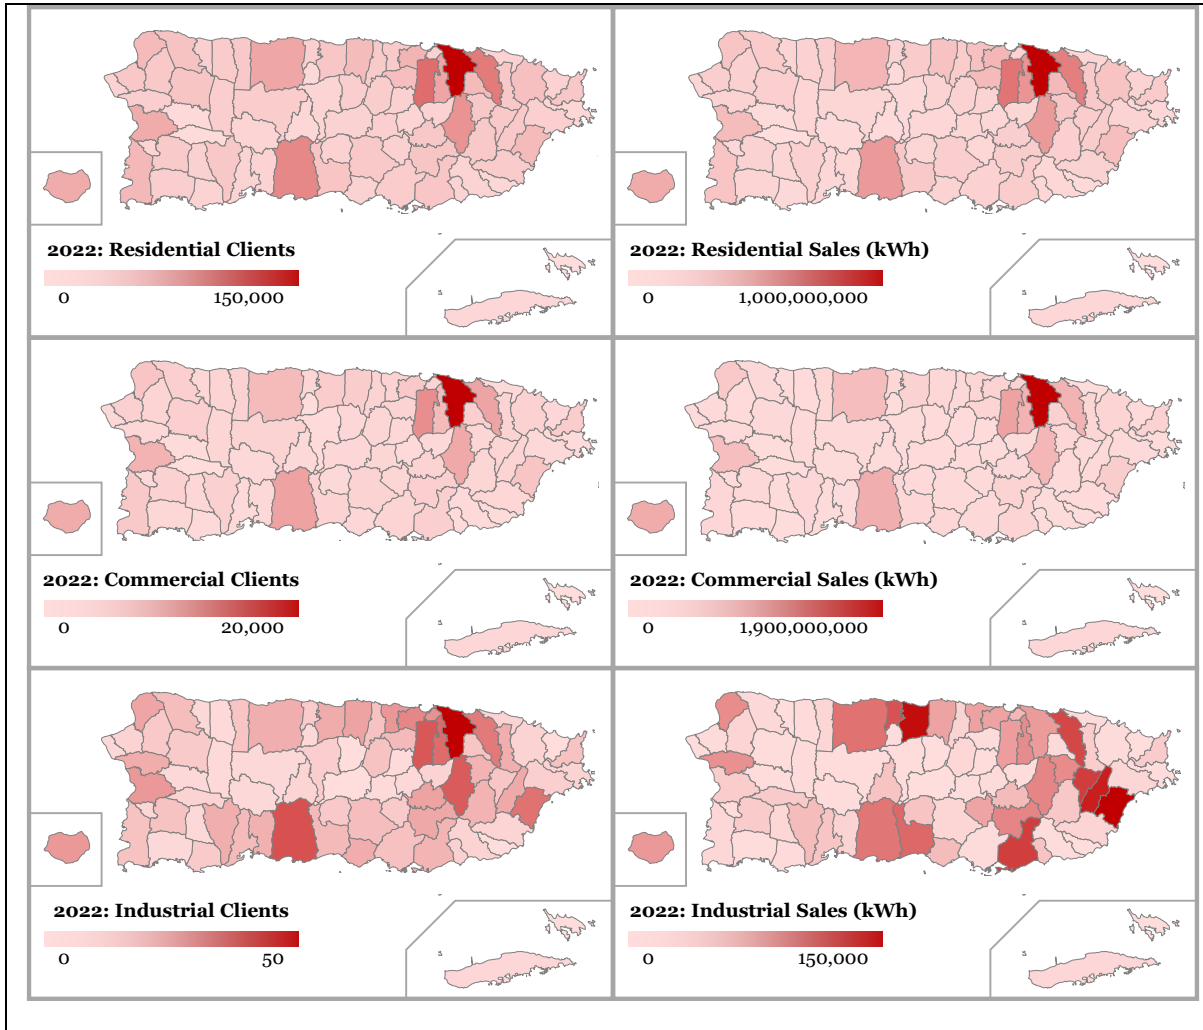 2022: Residential Clients
0 150,000
2022: Residential Sales (kWh)
0 1,000,000,000
2022: Commercial Clients
0 20,000
2022: Commercial Sales (kWh)
0 1,900,000,000
2022: Industrial Clients
0 50
2022: Industrial Sales (kWh)
0 150,000